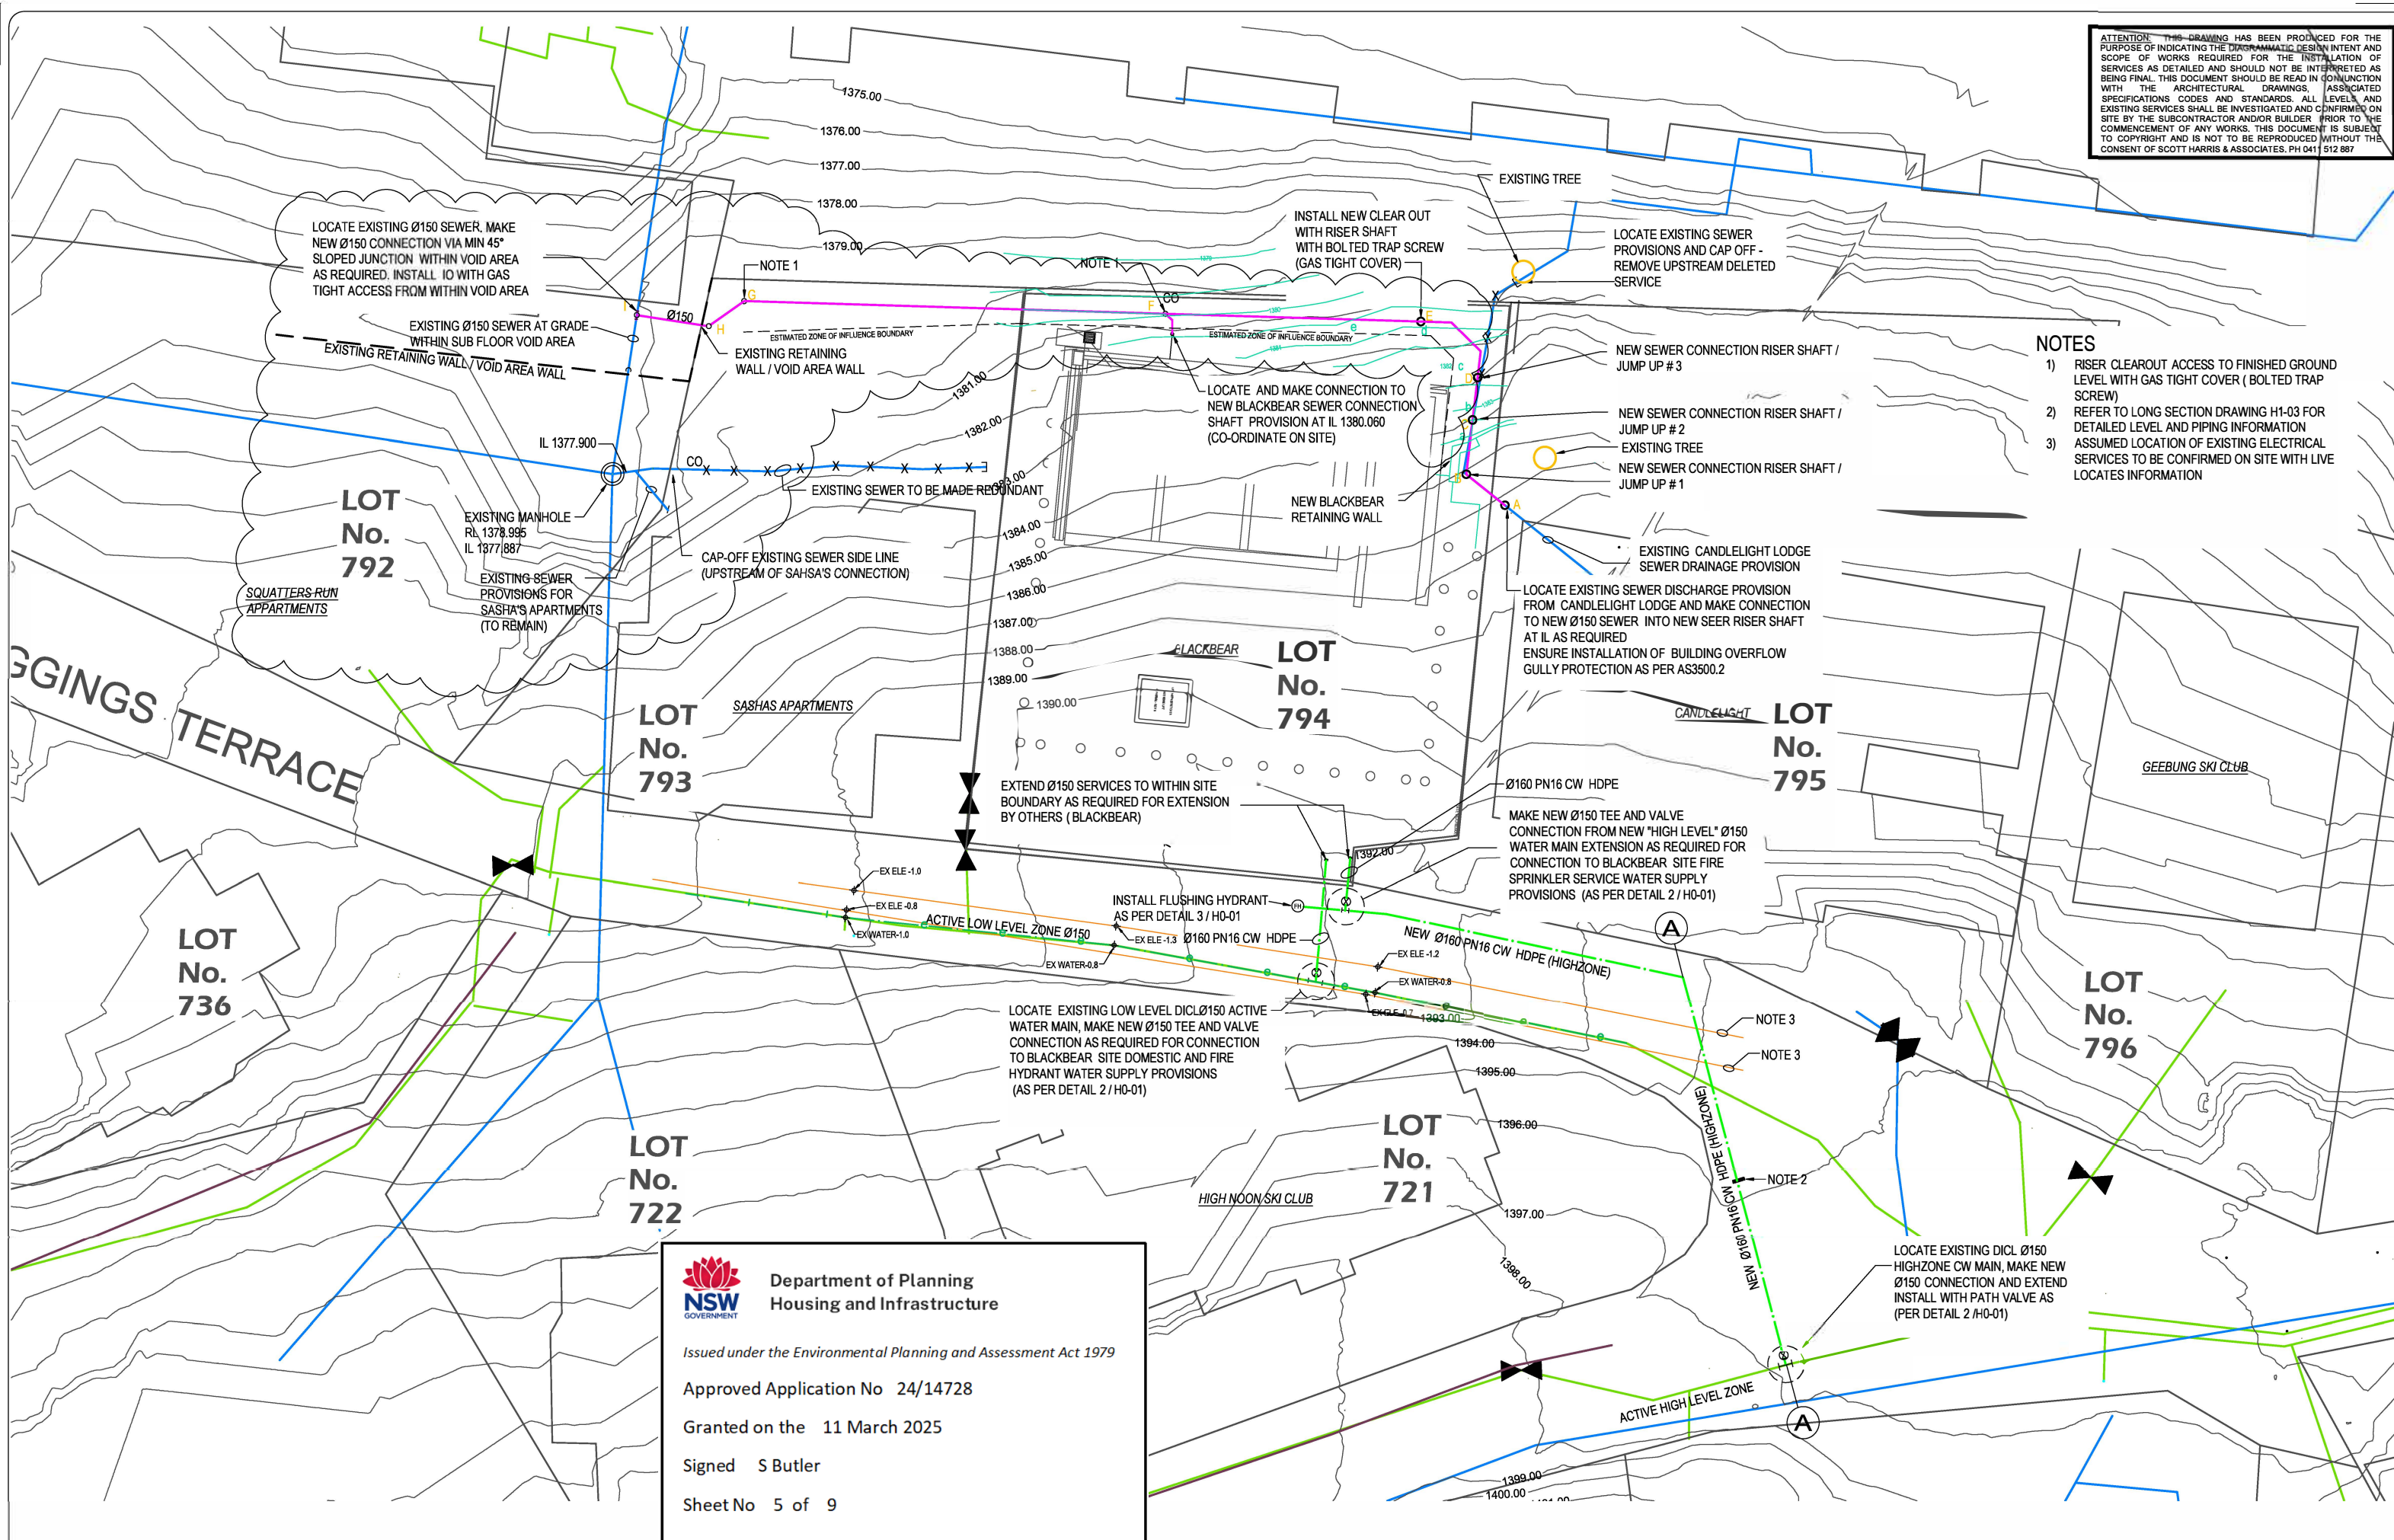 ATTENTION: THIS DRAWING HAS BEEN PRODUCED FOR THE
PURPOSE OF INDICATING THE DIAGRAMMATIC DESIGN INTENT AND
SCOPE OF WORKS REQUIRED FOR THE INSTALLATION OF
SERVICES AS DETAILED AND SHOULD NOT BE INTERPRETED AS
BEING FINAL. THIS DOCUMENT SHOULD BE READ IN CONJUNCTION
WITH THE ARCHITECTURAL DRAWINGS, ASSOCIATED
SPECIFICATIONS CODES AND STANDARDS. ALL LEVELS AND
EXISTING SERVICES SHALL BE INVESTIGATED AND CONFIRMED ON
SITE BY THE SUBCONTRACTOR AND/OR BUILDER PRIOR TO THE
COMMENCEMENT OF ANY WORKS. THIS DOCUMENT IS SUBJECT
TO COPYRIGHT AND IS NOT TO BE REPRODUCED WITHOUT THE
CONSENT OF SCOTT HARRIS & ASSOCIATES. PH 0411 512 887
1375.00
1376.00
1377.00
1378.00
1379.00
LOCATE EXISTING Ø150 SEWER, MAKE
NEW Ø150 CONNECTION VIA MIN 45°
SLOPED JUNCTION WITHIN VOID AREA
AS REQUIRED. INSTALL IO WITH GAS
TIGHT ACCESS FROM WITHIN VOID AREA
EXISTING Ø150 SEWER AT GRADE
WITHIN SUB FLOOR VOID AREA
EXISTING RETAINING WALL / VOID AREA WALL
I
Ø150
H
G
NOTE 1
EXISTING RETAINING
WALL / VOID AREA WALL
ESTIMATED ZONE OF INFLUENCE BOUNDARY
NOTE 1
F
CO
INSTALL NEW CLEAR OUT
WITH RISER SHAFT
WITH BOLTED TRAP SCREW
(GAS TIGHT COVER)
EXISTING TREE
LOCATE EXISTING SEWER
PROVISIONS AND CAP OFF -
REMOVE UPSTREAM DELETED
SERVICE
1379
1380
1381
1382
E
e
d
c
b
ESTIMATED ZONE OF INFLUENCE BOUNDARY
LOCATE AND MAKE CONNECTION TO
NEW BLACKBEAR SEWER CONNECTION
SHAFT PROVISION AT IL 1380.060
(CO-ORDINATE ON SITE)
D
NEW SEWER CONNECTION RISER SHAFT /
JUMP UP # 3
NEW SEWER CONNECTION RISER SHAFT /
JUMP UP # 2
EXISTING TREE
NEW SEWER CONNECTION RISER SHAFT /
JUMP UP # 1
NEW BLACKBEAR
RETAINING WALL
A
EXISTING CANDLELIGHT LODGE
SEWER DRAINAGE PROVISION
LOCATE EXISTING SEWER DISCHARGE PROVISION
FROM CANDLELIGHT LODGE AND MAKE CONNECTION
TO NEW Ø150 SEWER INTO NEW SEER RISER SHAFT
AT IL AS REQUIRED
ENSURE INSTALLATION OF BUILDING OVERFLOW
GULLY PROTECTION AS PER AS3500.2
NOTES
1) RISER CLEAROUT ACCESS TO FINISHED GROUND
LEVEL WITH GAS TIGHT COVER ( BOLTED TRAP
SCREW)
2) REFER TO LONG SECTION DRAWING H1-03 FOR
DETAILED LEVEL AND PIPING INFORMATION
3) ASSUMED LOCATION OF EXISTING ELECTRICAL
SERVICES TO BE CONFIRMED ON SITE WITH LIVE
LOCATES INFORMATION
IL 1377.900
CO
X X X X X X X X X
EXISTING SEWER TO BE MADE REDUNDANT
EXISTING MANHOLE
RL 1378.995
IL 1377.887
CAP-OFF EXISTING SEWER SIDE LINE
(UPSTREAM OF SAHSA'S CONNECTION)
EXISTING SEWER
PROVISIONS FOR
SASHA'S APARTMENTS
(TO REMAIN)
LOT
No.
792
SQUATTERS RUN
APPARTMENTS
1381.00
1382.00
1383.00
1384.00
1385.00
1386.00
1387.00
1388.00
1389.00
1390.00
BLACKBEAR
LOT
No.
794
SASHAS APARTMENTS
LOT
No.
793
CANDLELIGHT
LOT
No.
795
GEEBUNG SKI CLUB
GGINGS TERRACE
EXTEND Ø150 SERVICES TO WITHIN SITE
BOUNDARY AS REQUIRED FOR EXTENSION
BY OTHERS ( BLACKBEAR)
Ø160 PN16 CW HDPE
MAKE NEW Ø150 TEE AND VALVE
CONNECTION FROM NEW "HIGH LEVEL" Ø150
WATER MAIN EXTENSION AS REQUIRED FOR
CONNECTION TO BLACKBEAR SITE FIRE
SPRINKLER SERVICE WATER SUPPLY
PROVISIONS (AS PER DETAIL 2 / H0-01)
1392.00
EX ELE -1.0
EX ELE -0.8
EX WATER-1.0
ACTIVE LOW LEVEL ZONE Ø150
INSTALL FLUSHING HYDRANT
AS PER DETAIL 3 / H0-01
FH
EX ELE -1.3
Ø160 PN16 CW HDPE
EX WATER-0.8
NEW Ø160 PN16 CW HDPE (HIGHZONE)
EX ELE -1.2
EX WATER-0.8
EX ELE -0.7
1393.00
1394.00
1395.00
1396.00
1397.00
1398.00
1399.00
1400.00
A
NOTE 3
NOTE 3
LOCATE EXISTING LOW LEVEL DICLØ150 ACTIVE
WATER MAIN, MAKE NEW Ø150 TEE AND VALVE
CONNECTION AS REQUIRED FOR CONNECTION
TO BLACKBEAR SITE DOMESTIC AND FIRE
HYDRANT WATER SUPPLY PROVISIONS
(AS PER DETAIL 2 / H0-01)
LOT
No.
736
LOT
No.
796
LOT
No.
722
LOT
No.
721
HIGH NOON SKI CLUB
NEW Ø160 PN16 CW HDPE (HIGHZONE)
NOTE 2
LOCATE EXISTING DICL Ø150
HIGHZONE CW MAIN, MAKE NEW
Ø150 CONNECTION AND EXTEND
INSTALL WITH PATH VALVE AS
(PER DETAIL 2 /H0-01)
ACTIVE HIGH LEVEL ZONE
A
NSW
GOVERNMENT
Department of Planning
Housing and Infrastructure
Issued under the Environmental Planning and Assessment Act 1979
Approved Application No 24/14728
Granted on the 11 March 2025
Signed S Butler
Sheet No 5 of 9